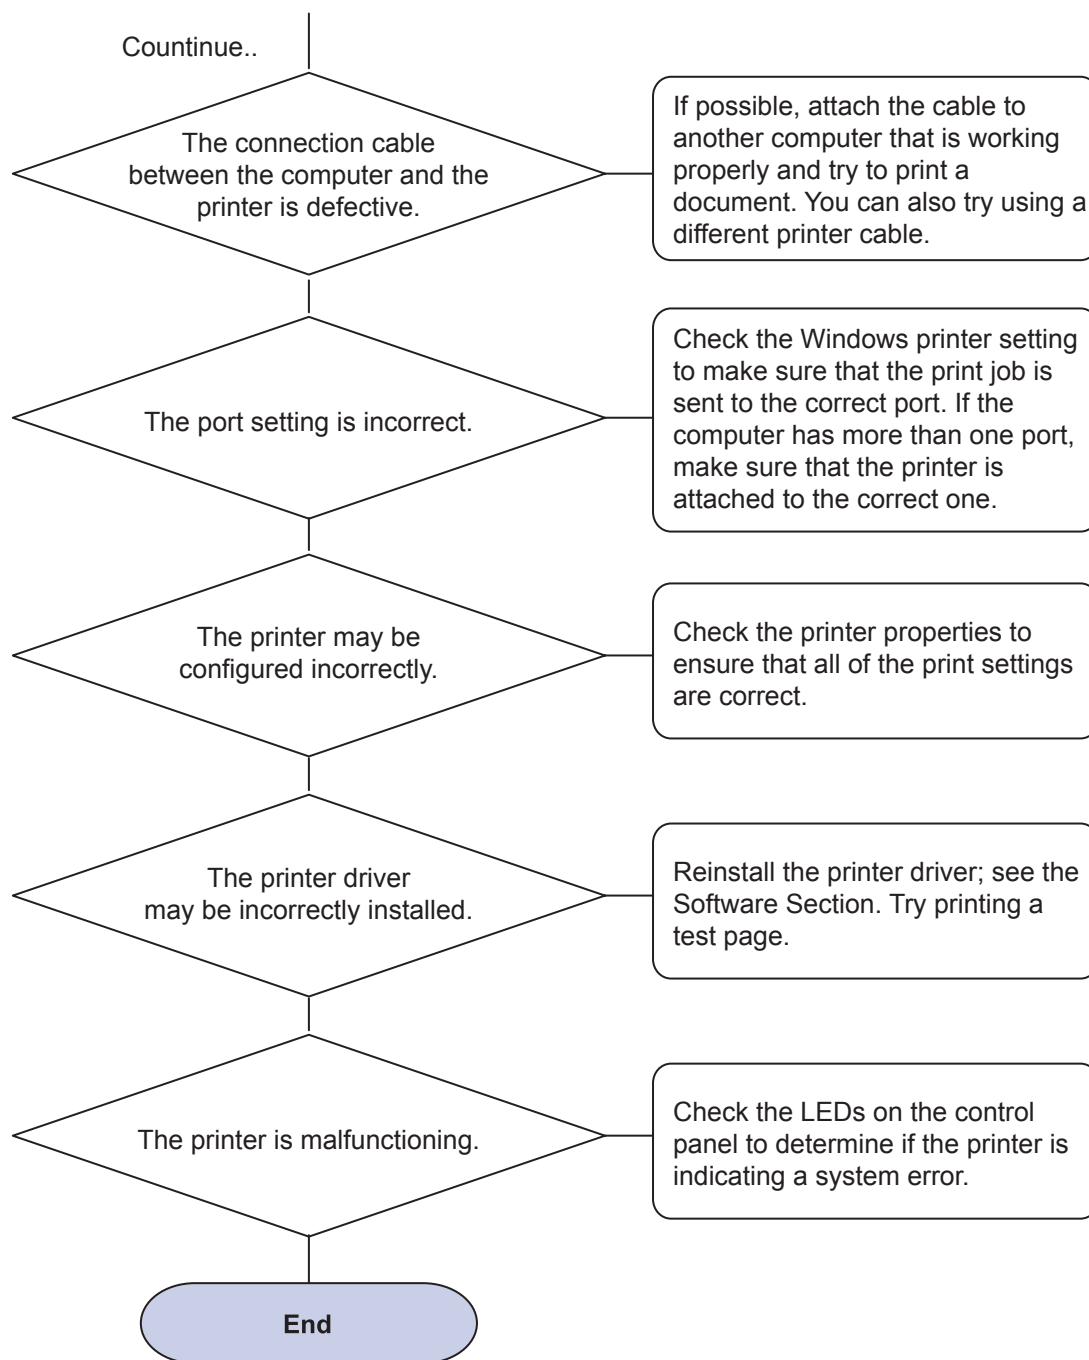 Countinue..
The connection cable
between the computer and the
printer is defective.
If possible, attach the cable to
another computer that is working
properly and try to print a
document. You can also try using a
different printer cable.
The port setting is incorrect.
Check the Windows printer setting
to make sure that the print job is
sent to the correct port. If the
computer has more than one port,
make sure that the printer is
attached to the correct one.
The printer may be
configured incorrectly.
Check the printer properties to
ensure that all of the print settings
are correct.
The printer driver
may be incorrectly installed.
Reinstall the printer driver; see the
Software Section. Try printing a
test page.
The printer is malfunctioning.
Check the LEDs on the control
panel to determine if the printer is
indicating a system error.
End